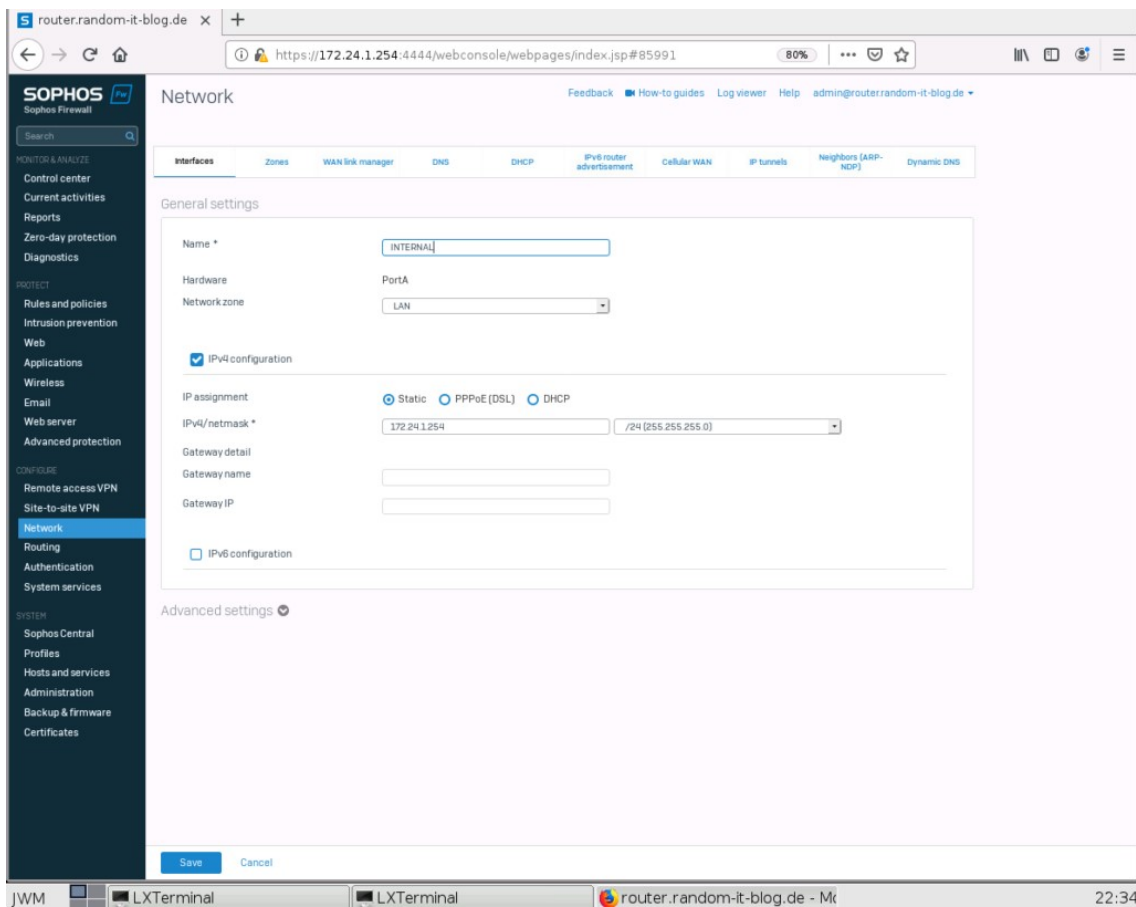 router.random-it-blog.de
https://172.24.1.254:4444/webconsole/webpages/index.jsp#85991 80%
SOPHOS Fw
Sophos Firewall
Search
MONITOR & ANALYZE
Control center
Current activities
Reports
Zero-day protection
Diagnostics
PROTECT
Rules and policies
Intrusion prevention
Web
Applications
Wireless
Email
Web server
Advanced protection
CONFIGURE
Remote access VPN
Site-to-site VPN
Network
Routing
Authentication
System services
SYSTEM
Sophos Central
Profiles
Hosts and services
Administration
Backup & firmware
Certificates
Network
Feedback How-to guides Log viewer Help admin@router.random-it-blog.de
Interfaces Zones WAN link manager DNS DHCP IPv6 router advertisement Cellular WAN IP tunnels Neighbors (ARP-NDP) Dynamic DNS
General settings
Name * INTERNAL
Hardware PortA
Network zone LAN
IPv4 configuration
IP assignment Static PPPoE (DSL) DHCP
IPv4/netmask * 172.24.1.254 /24 (255.255.255.0)
Gateway detail
Gateway name
Gateway IP
IPv6 configuration
Advanced settings
Save Cancel
JWM LXTerminal LXTerminal router.random-it-blog.de - Mo 22:34